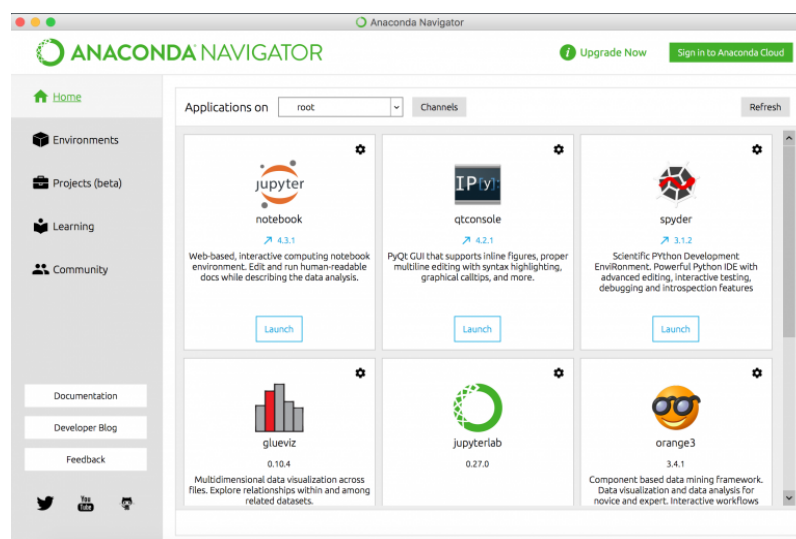 Anaconda Navigator
ANACONDA NAVIGATOR
i Upgrade Now
Sign in to Anaconda Cloud
Home
Environments
Projects (beta)
Learning
Community
Documentation
Developer Blog
Feedback
You
Tube
Applications on
root
Channels
Refresh
jupyter
notebook
4.3.1
Web-based, interactive computing notebook
environment. Edit and run human-readable
docs while describing the data analysis.
Launch
IP[y]:
qtconsole
4.2.1
PyQt GUI that supports inline figures, proper
multiline editing with syntax highlighting,
graphical calltips, and more.
Launch
spyder
3.1.2
Scientific PYthon Development
EnviRonment. Powerful Python IDE with
advanced editing, interactive testing,
debugging and introspection features
Launch
glueviz
0.10.4
Multidimensional data visualization across
files. Explore relationships within and among
related datasets.
jupyterlab
0.27.0
orange3
3.4.1
Component based data mining framework.
Data visualization and data analysis for
novice and expert. Interactive workflows